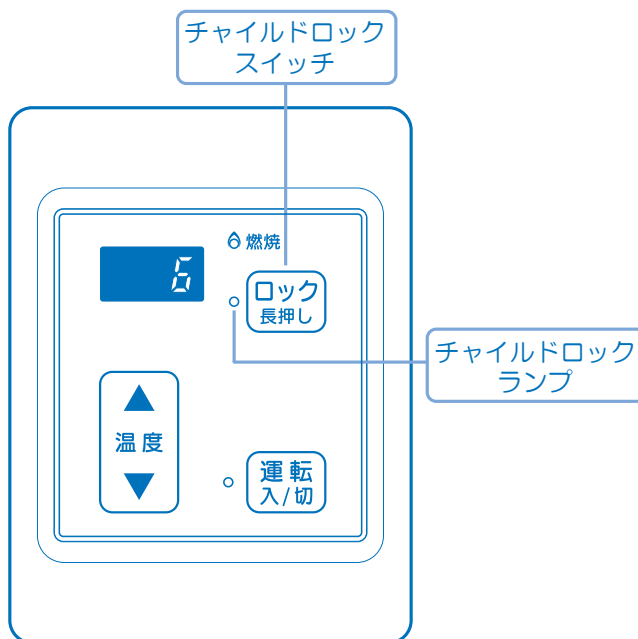 チャイルドロック
スイッチ
燃焼
6
ロック
長押し
チャイルドロック
ランプ
▲
温度
▼
運転
入/切